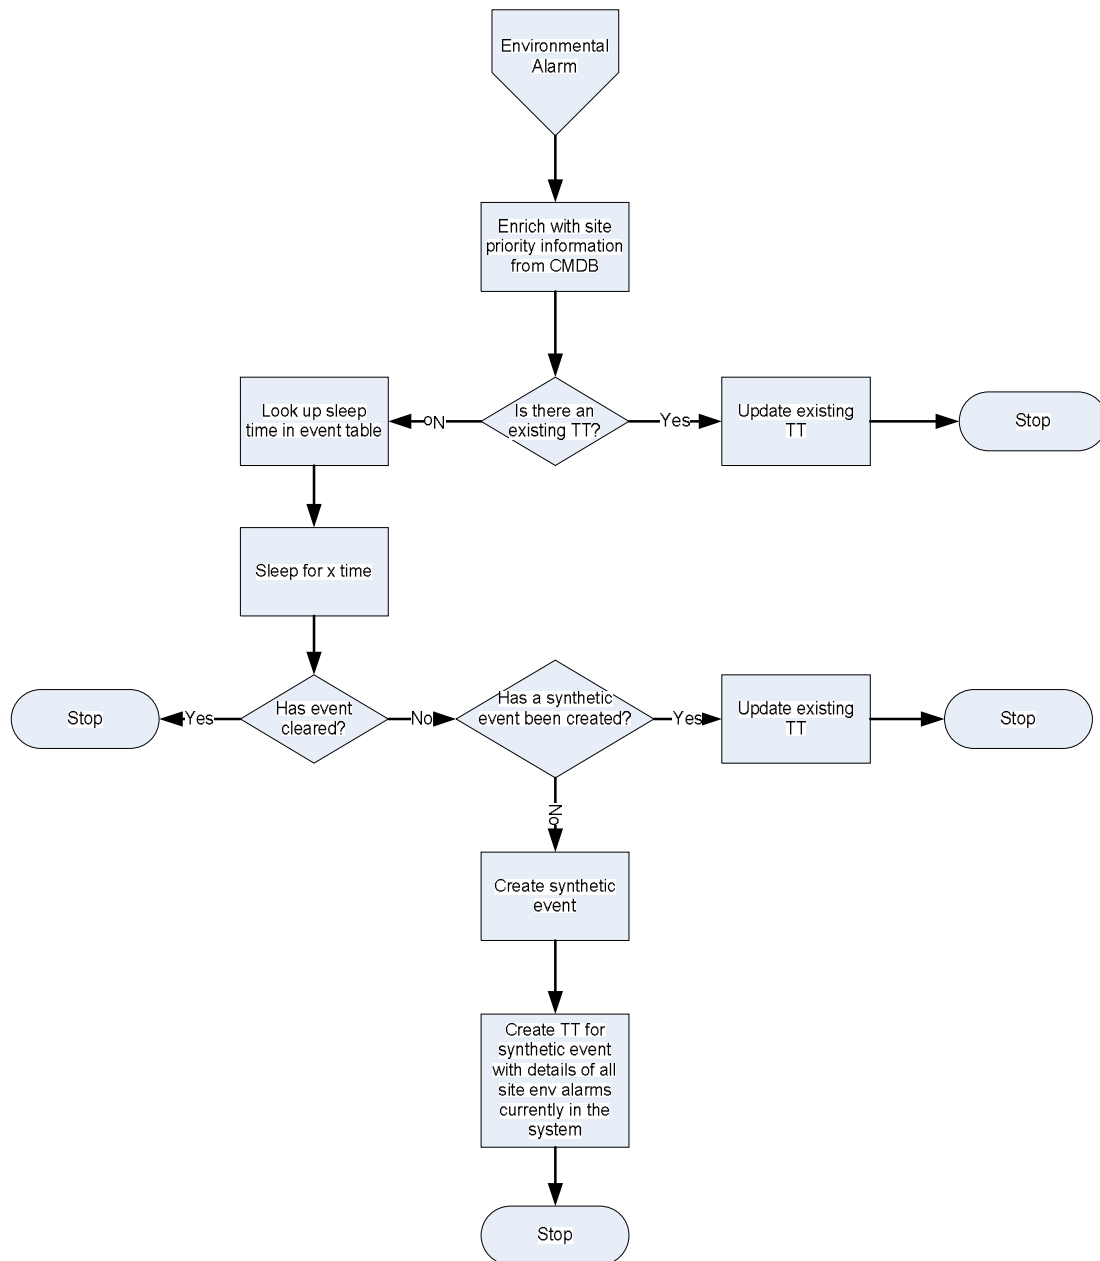 Environmental
Alarm
Enrich with site
priority information
from CMDB
Look up sleep
time in event table
No
Is there an
existing TT?
Yes
Update existing
TT
Stop
Sleep for x time
Stop
Yes
Has event
cleared?
No
Has a synthetic
event been created?
Yes
Update existing
TT
Stop
No
Create synthetic
event
Create TT for
synthetic event
with details of all
site env alarms
currently in the
system
Stop